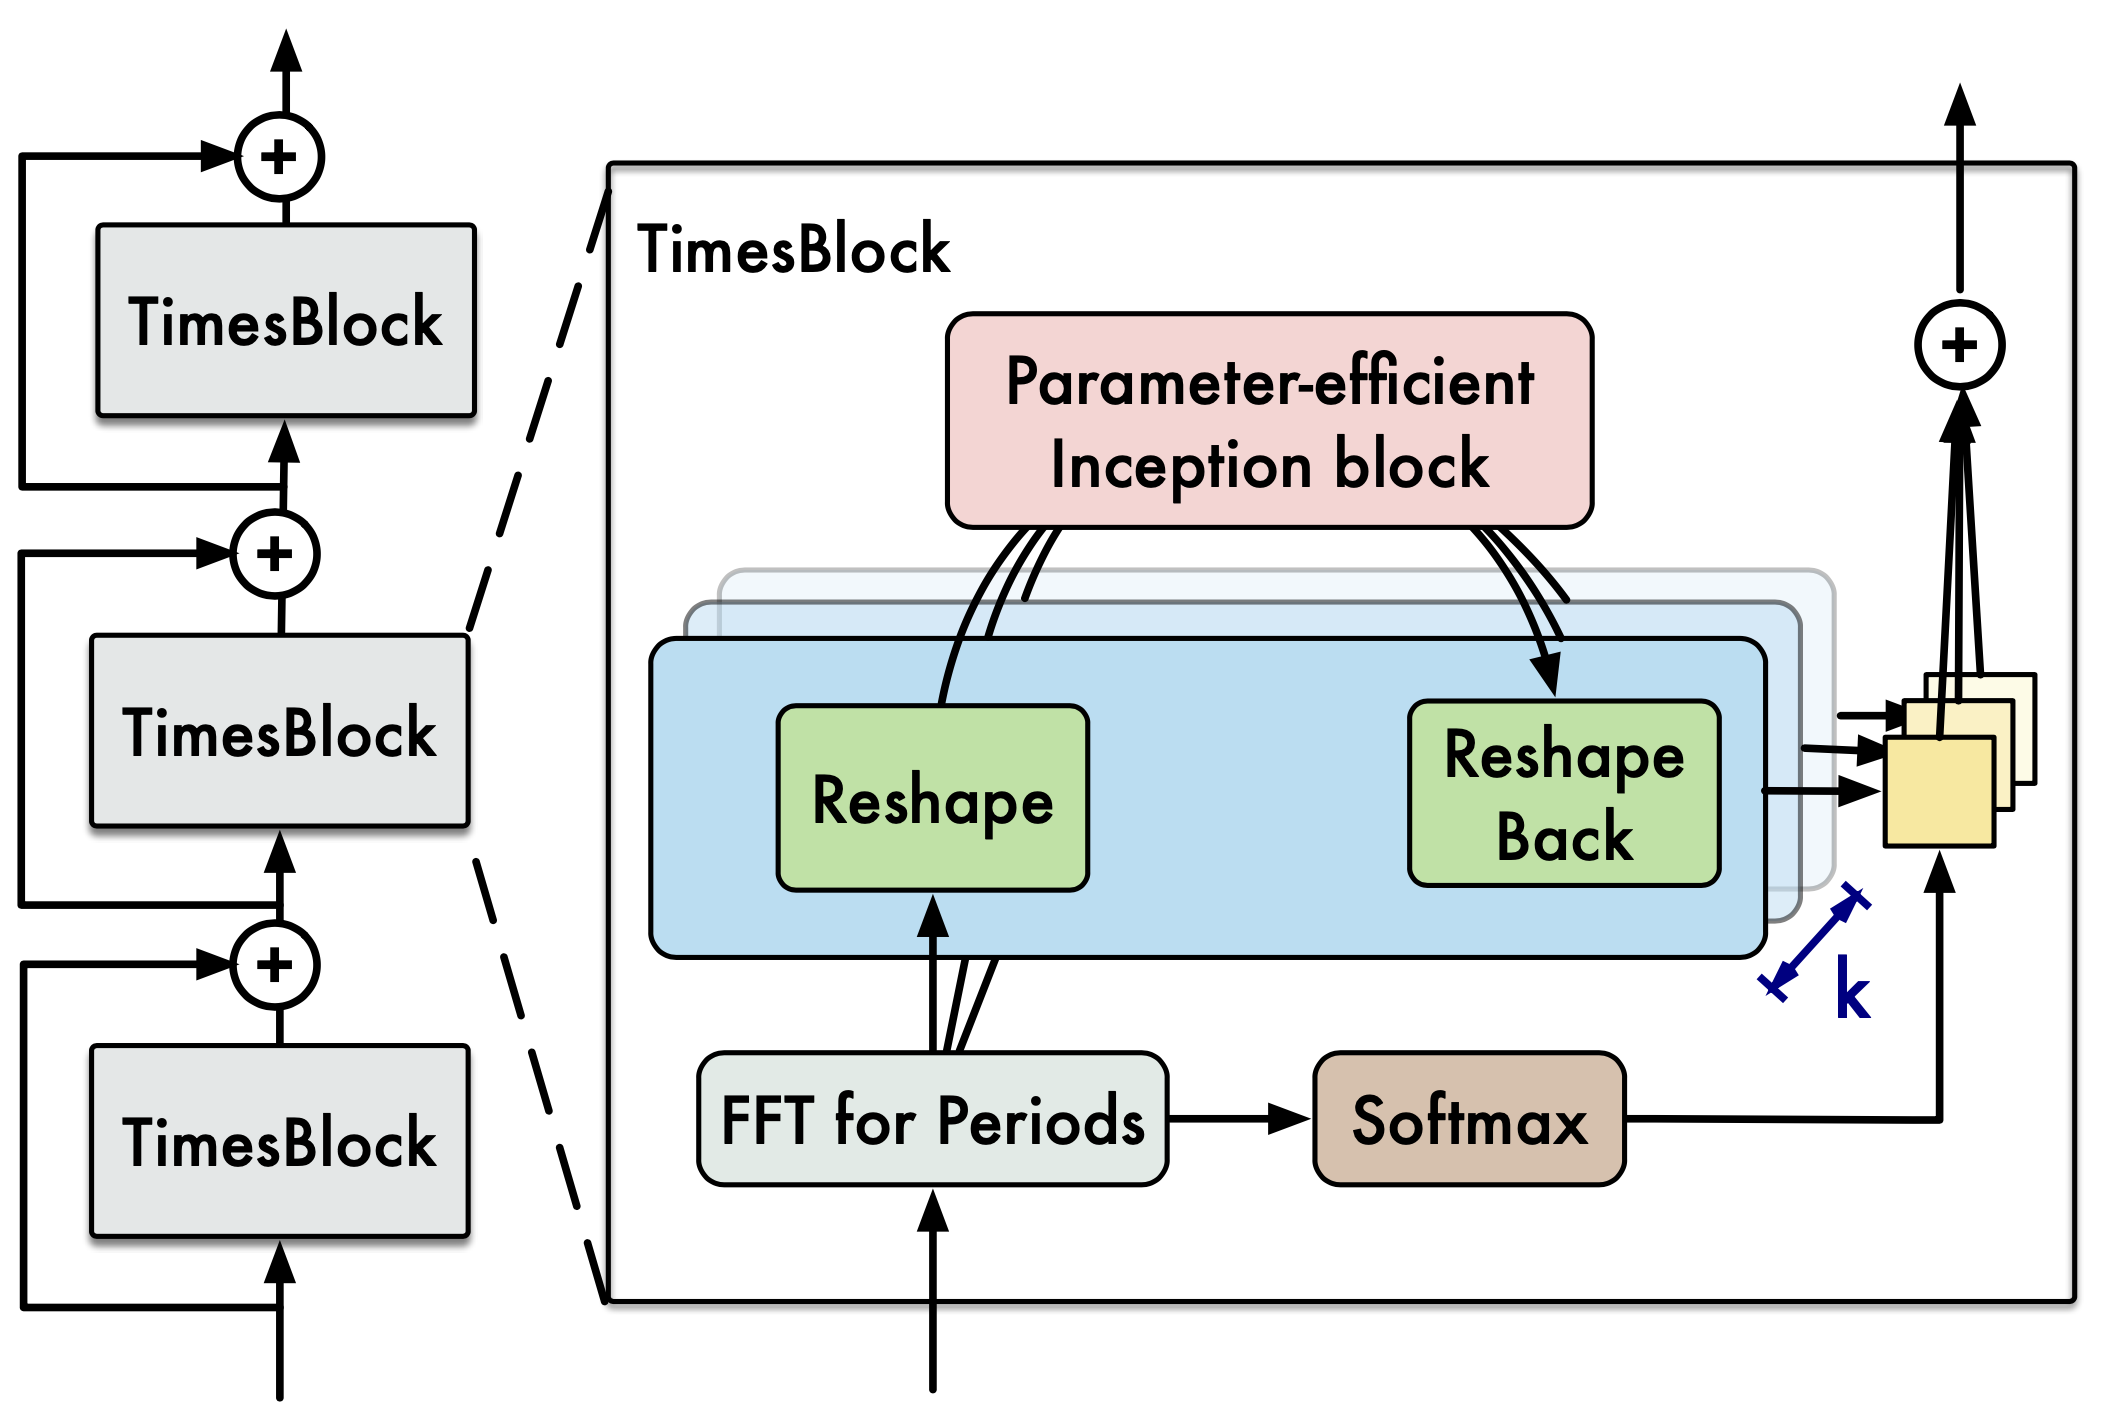 TimesBlock
TimesBlock
TimesBlock
TimesBlock
Parameter-efficient
Inception block
Reshape
Reshape
Back
k
FFT for Periods
Softmax